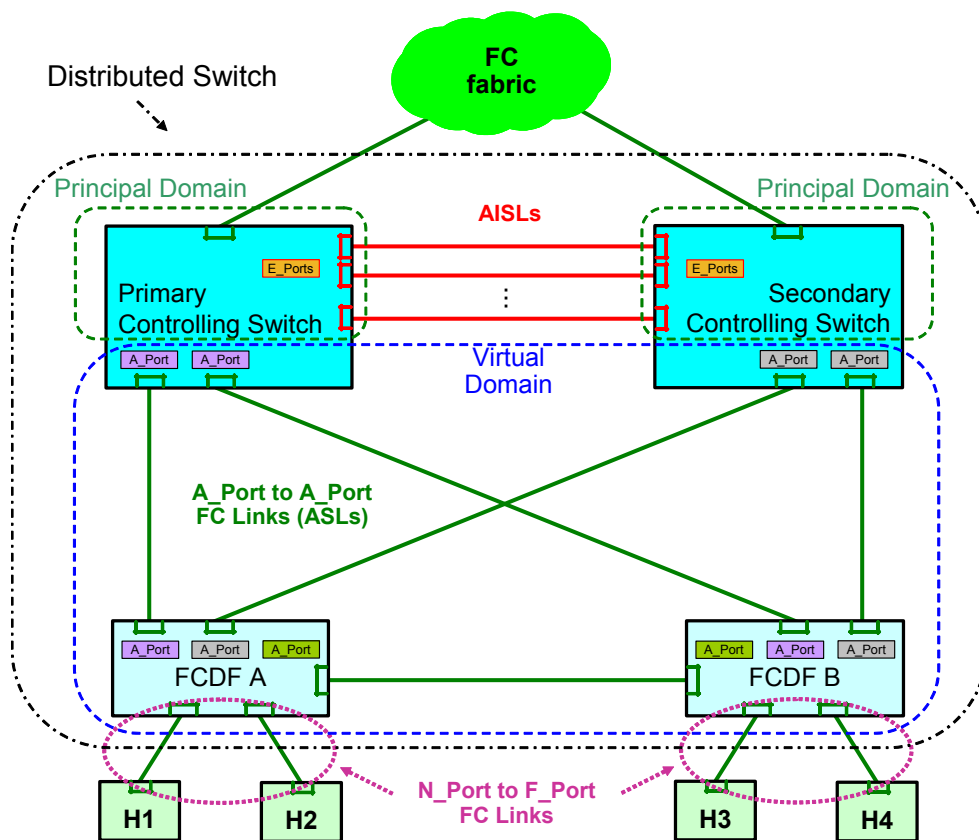 FC
fabric
Distributed Switch
Principal Domain
Principal Domain
AISLs
E_Ports
E_Ports
Primary
Controlling Switch
...
Secondary
Controlling Switch
A_Port
A_Port
Virtual
Domain
A_Port
A_Port
A_Port to A_Port
FC Links (ASLs)
A_Port
A_Port
A_Port
FCDF A
A_Port
A_Port
A_Port
FCDF B
N_Port to F_Port
FC Links
H1
H2
H3
H4